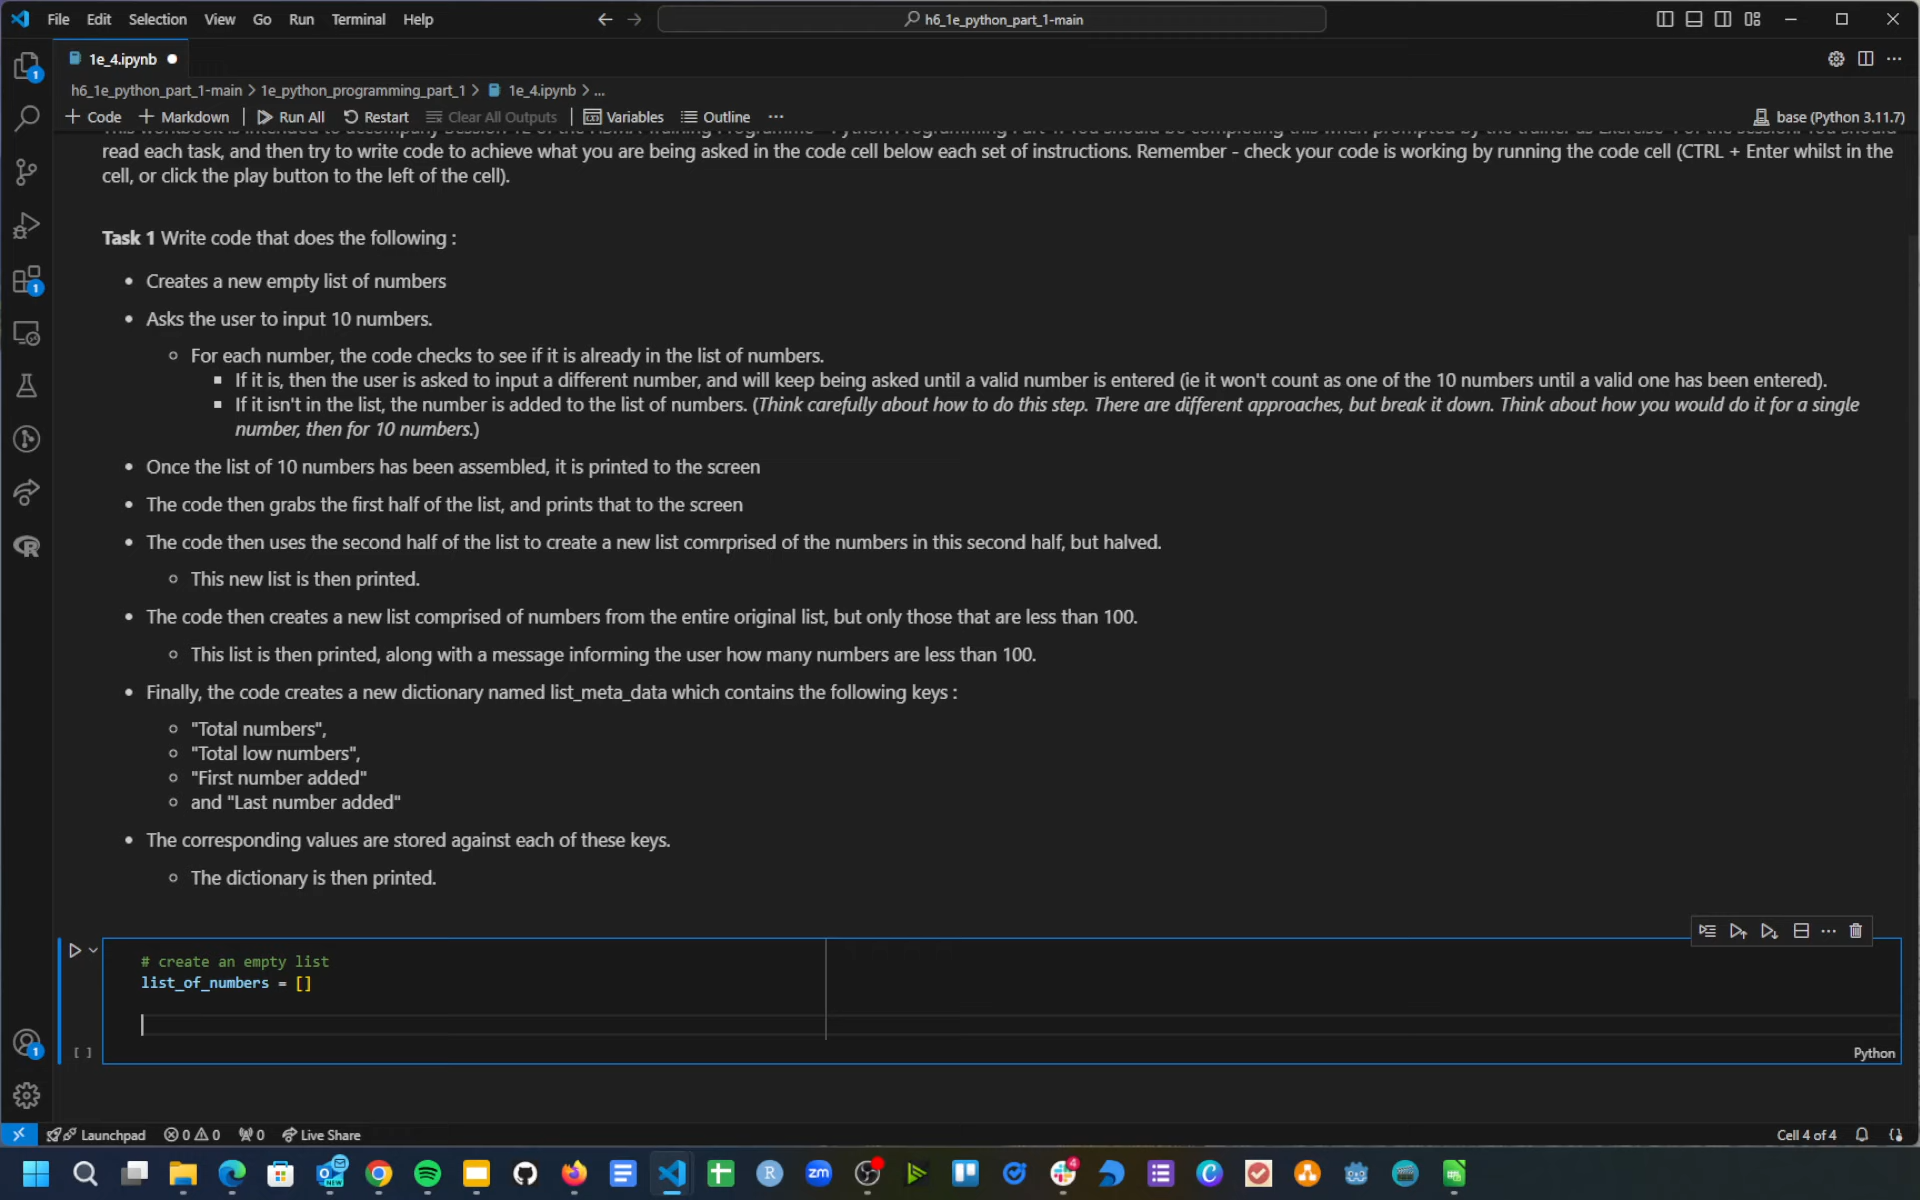 File Edit Selection View Go Run Terminal Help
h6_1e_python_part_1-main
1e_4.ipynb
h6_1e_python_part_1-main > 1e_python_programming_part_1 > 1e_4.ipynb > ...
+ Code + Markdown | Run All Restart Clear All Outputs | Variables Outline ... base (Python 3.11.7)
read each task, and then try to write code to achieve what you are being asked in the code cell below each set of instructions. Remember - check your code is working by running the code cell (CTRL + Enter whilst in the
cell, or click the play button to the left of the cell).
Task 1 Write code that does the following :
• Creates a new empty list of numbers
• Asks the user to input 10 numbers.
○ For each number, the code checks to see if it is already in the list of numbers.
▪ If it is, then the user is asked to input a different number, and will keep being asked until a valid number is entered (ie it won't count as one of the 10 numbers until a valid one has been entered).
▪ If it isn't in the list, the number is added to the list of numbers. (Think carefully about how to do this step. There are different approaches, but break it down. Think about how you would do it for a single
number, then for 10 numbers.)
• Once the list of 10 numbers has been assembled, it is printed to the screen
• The code then grabs the first half of the list, and prints that to the screen
• The code then uses the second half of the list to create a new list comrprised of the numbers in this second half, but halved.
○ This new list is then printed.
• The code then creates a new list comprised of numbers from the entire original list, but only those that are less than 100.
○ This list is then printed, along with a message informing the user how many numbers are less than 100.
• Finally, the code creates a new dictionary named list_meta_data which contains the following keys :
○ "Total numbers",
○ "Total low numbers",
○ "First number added"
○ and "Last number added"
• The corresponding values are stored against each of these keys.
○ The dictionary is then printed.
# create an empty list
list_of_numbers = []
[ ]
Python
Launchpad 0 0 0 Live Share Cell 4 of 4